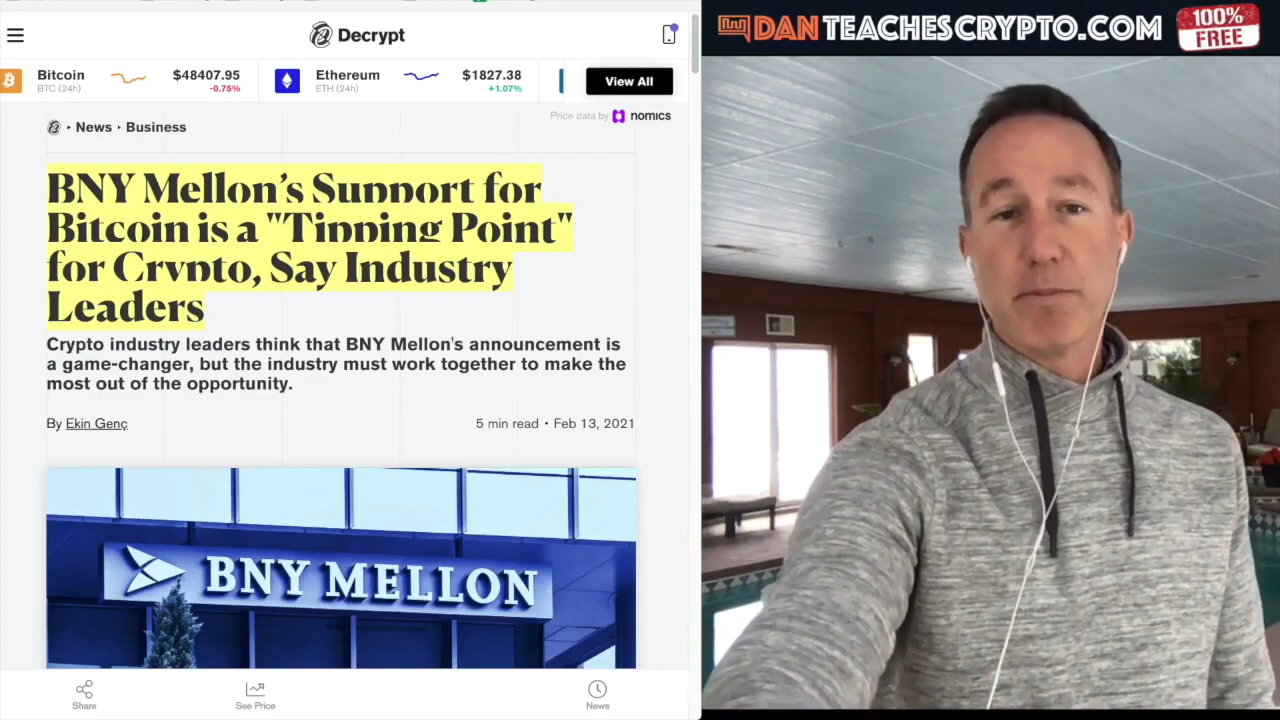 Decrypt
Bitcoin
$48407.95
BTC (24h)
-0.75%
Ethereum
$1827.38
ETH (24h)
+1.07%
View All
Price data by nomics
News ‣ Business
BNY Mellon's Support for
Bitcoin is a "Tipping Point"
for Crypto, Say Industry
Leaders
Crypto industry leaders think that BNY Mellon's announcement is
a game-changer, but the industry must work together to make the
most out of the opportunity.
By Ekin Genç
5 min read • Feb 13, 2021
BNY MELLON
Share
See Price
News
DANTEACHESCRYPTO.COM
100%
FREE